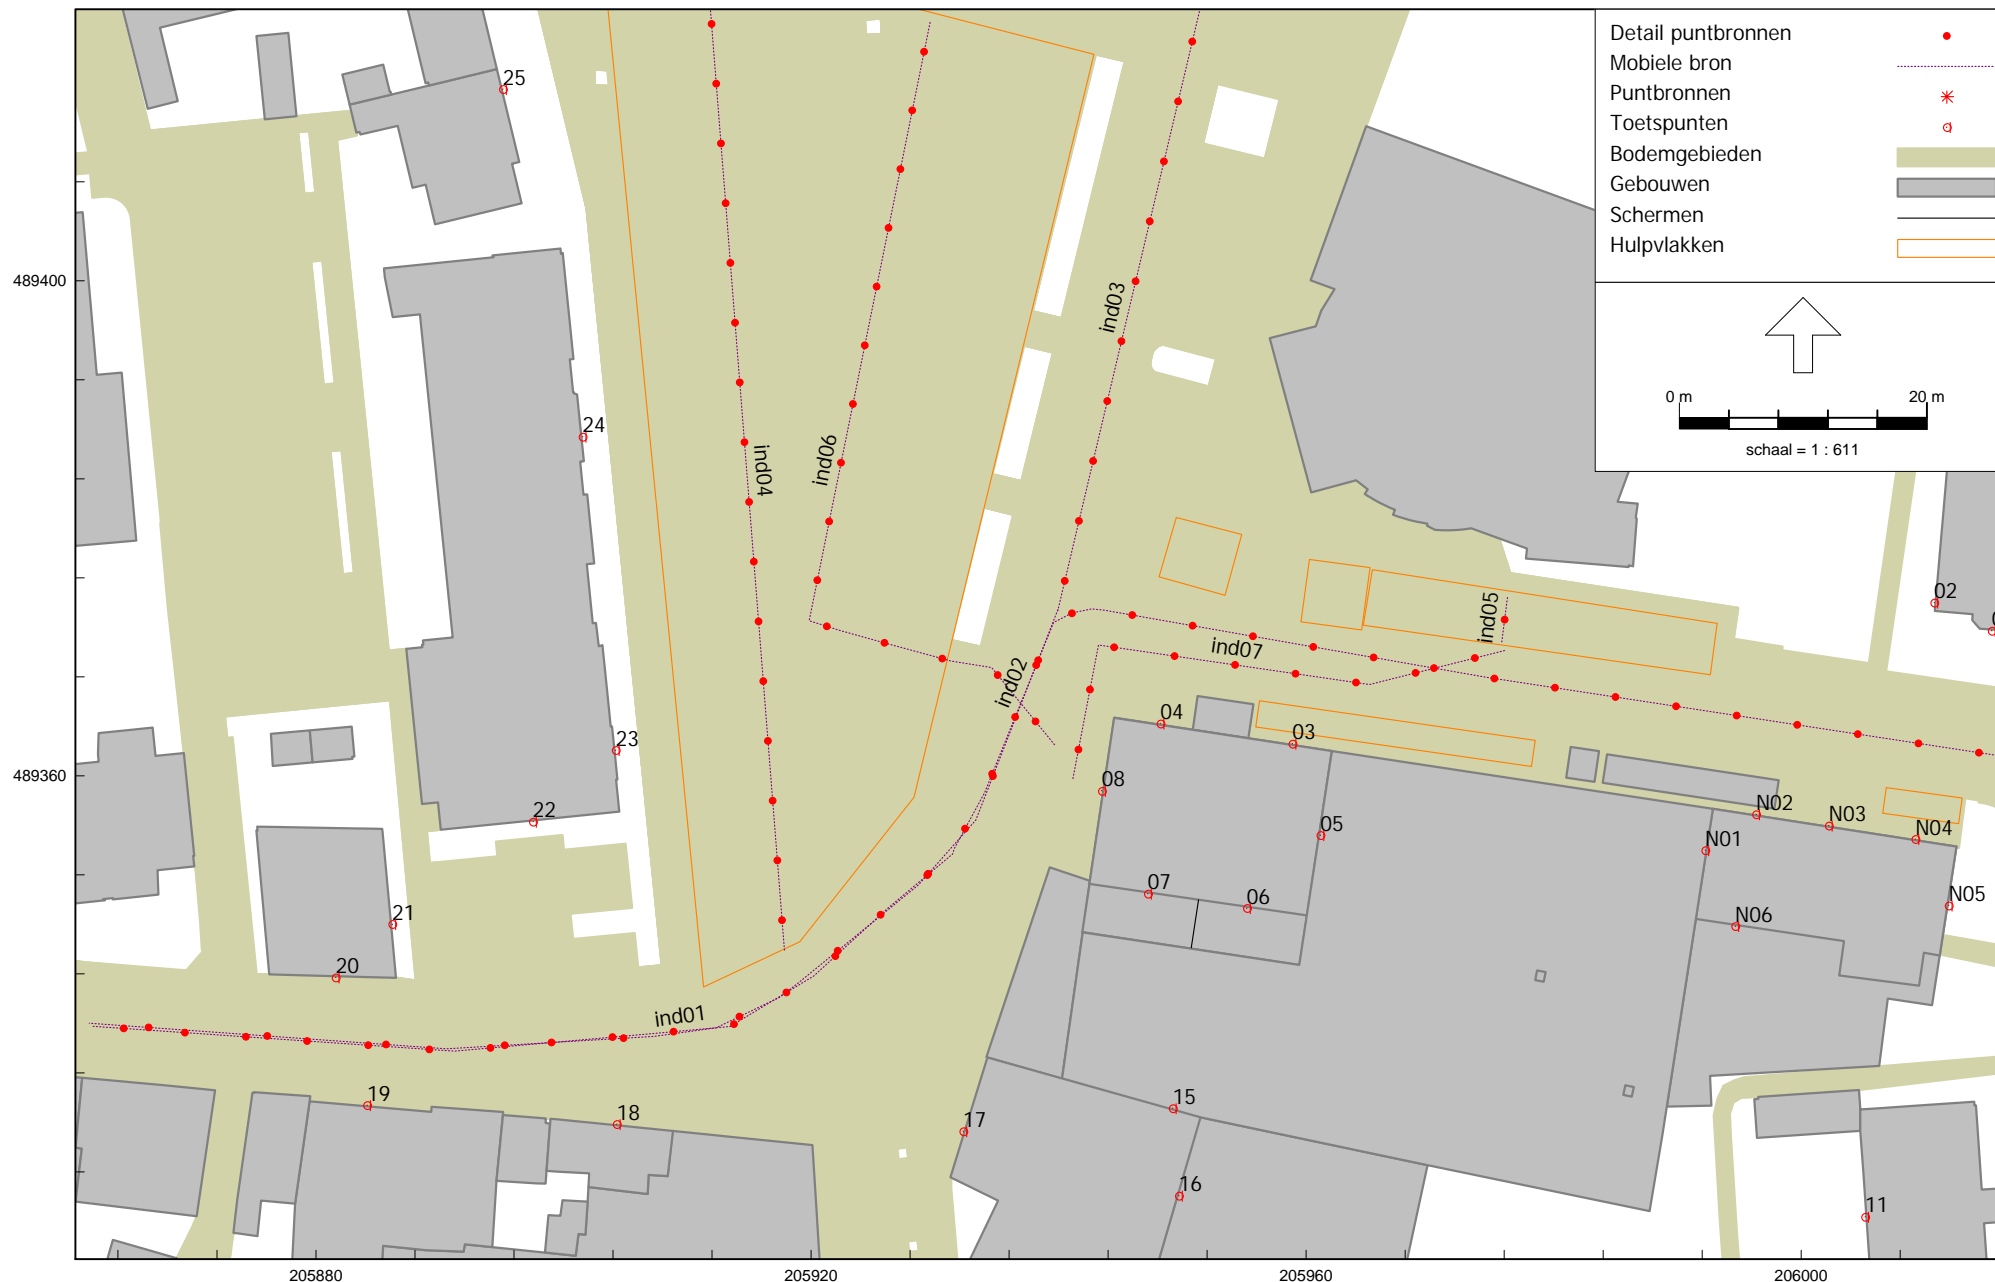 Detail puntbronnen
Mobiele bron
Puntbronnen
Toetspunten
Bodemgebieden
Gebouwen
Schermen
Hulpvlakken
0 m 20 m
schaal = 1 : 611
25
489400
ind03
24
ind04
ind06
02
ind05
ind07
ind02
04
03
23
489360
08
22
05
N02
N03
N04
N01
07
06
21
N05
N06
20
ind01
19
18
17
15
16
11
205880
205920
205960
206000